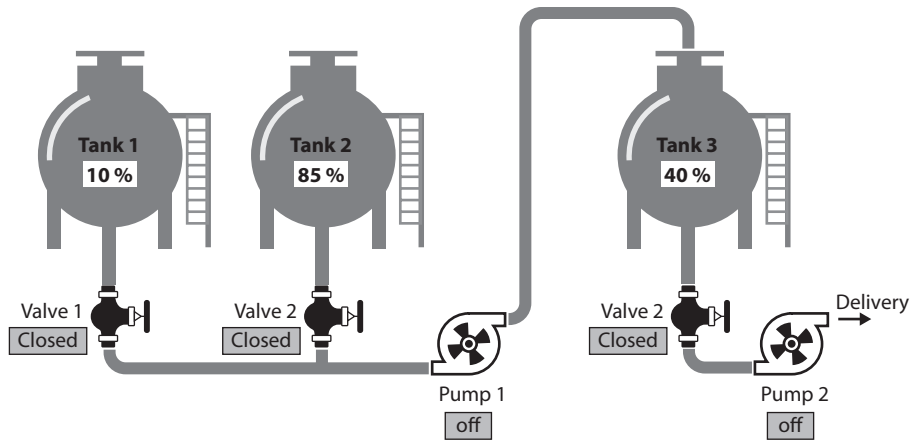 Tank 1
10 %
Tank 2
85 %
Tank 3
40 %
Valve 1
Closed
Valve 2
Closed
Valve 2
Closed
Delivery
Pump 1
off
Pump 2
off